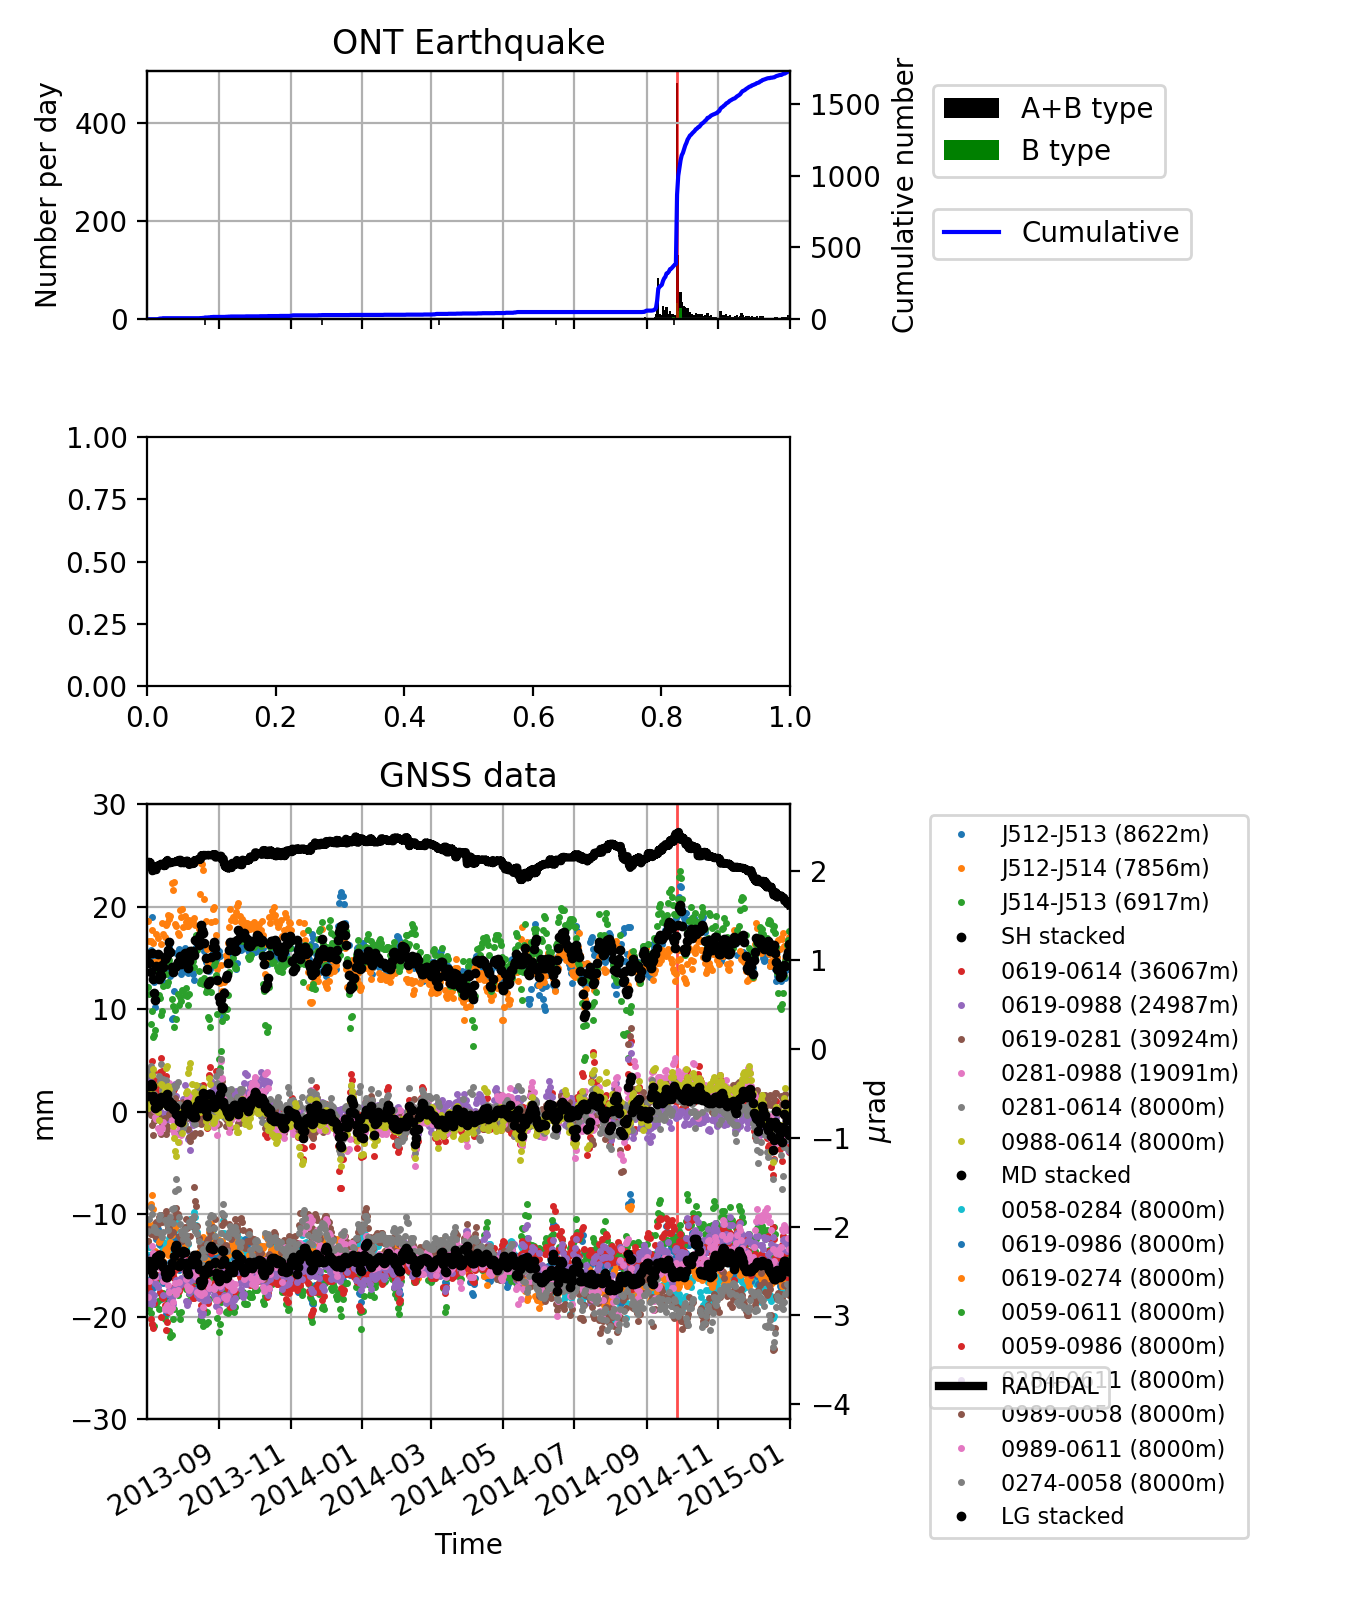 ONT Earthquake
Number per day
400
200
0
1500
1000
500
0
Cumulative number
A+B type
B type
Cumulative
1.00
0.75
0.50
0.25
0.00
0.0 0.2 0.4 0.6 0.8 1.0
GNSS data
mm
30
20
10
0
−10
−20
−30
2
1
0
−1
−2
−3
−4
μrad
2013-09 2013-11 2014-01 2014-03 2014-05 2014-07 2014-09 2014-11 2015-01
Time
J512-J513 (8622m)
J512-J514 (7856m)
J514-J513 (6917m)
SH stacked
0619-0614 (36067m)
0619-0988 (24987m)
0619-0281 (30924m)
0281-0988 (19091m)
0281-0614 (8000m)
0988-0614 (8000m)
MD stacked
0058-0284 (8000m)
0619-0986 (8000m)
0619-0274 (8000m)
0059-0611 (8000m)
0059-0986 (8000m)
0284-0611 (8000m)
RADIDAL
0989-0058 (8000m)
0989-0611 (8000m)
0274-0058 (8000m)
LG stacked